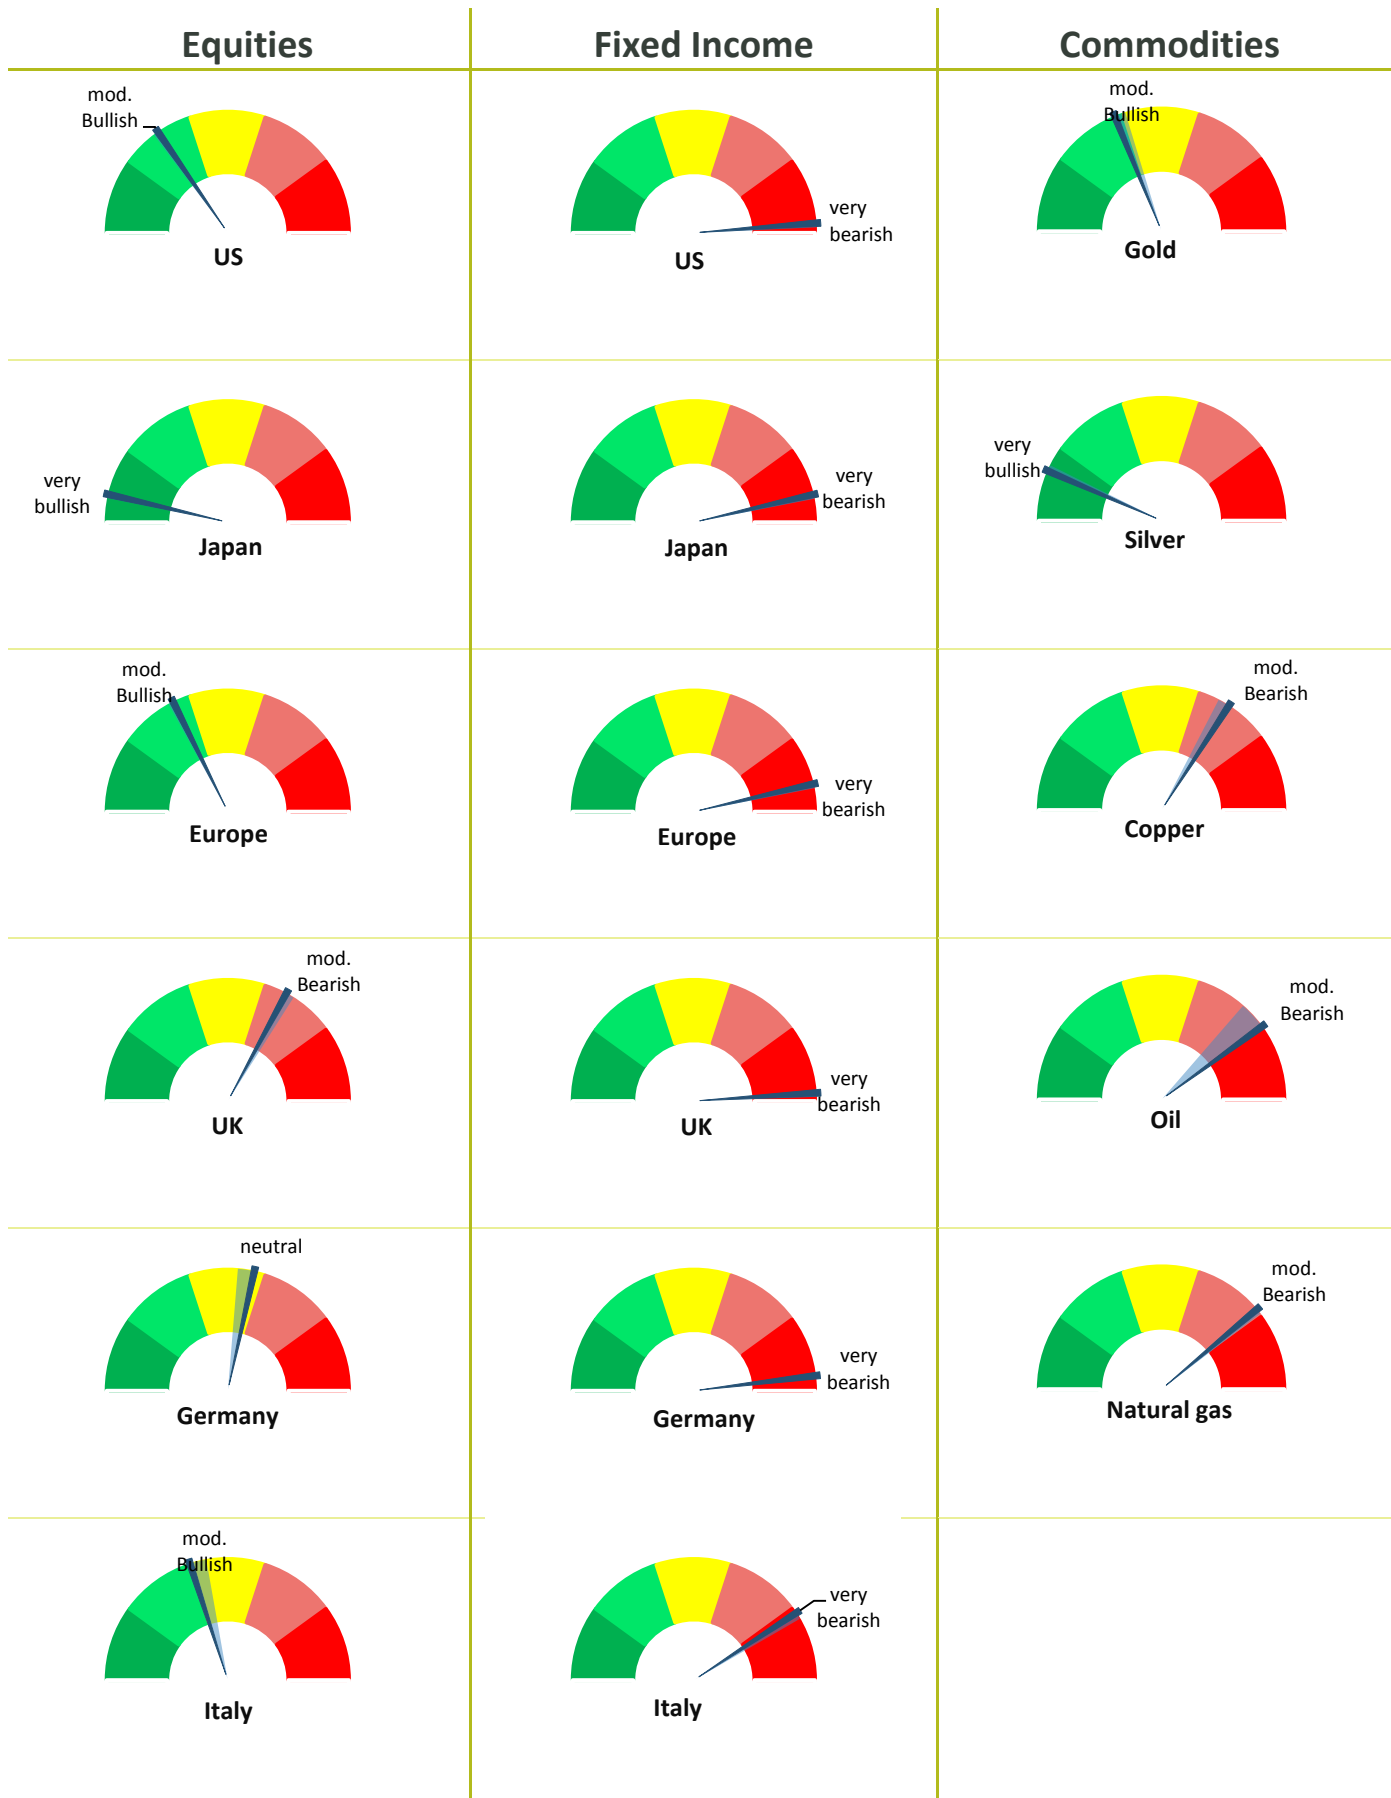 Equities
Fixed Income
Commodities
mod.
Bullish
US
very
bearish
US
mod.
Bullish
Gold
very
bullish
Japan
very
bearish
Japan
very
bullish
Silver
mod.
Bullish
Europe
very
bearish
Europe
mod.
Bearish
Copper
mod.
Bearish
UK
very
bearish
UK
mod.
Bearish
Oil
neutral
Germany
very
bearish
Germany
mod.
Bearish
Natural gas
mod.
Bullish
Italy
very
bearish
Italy